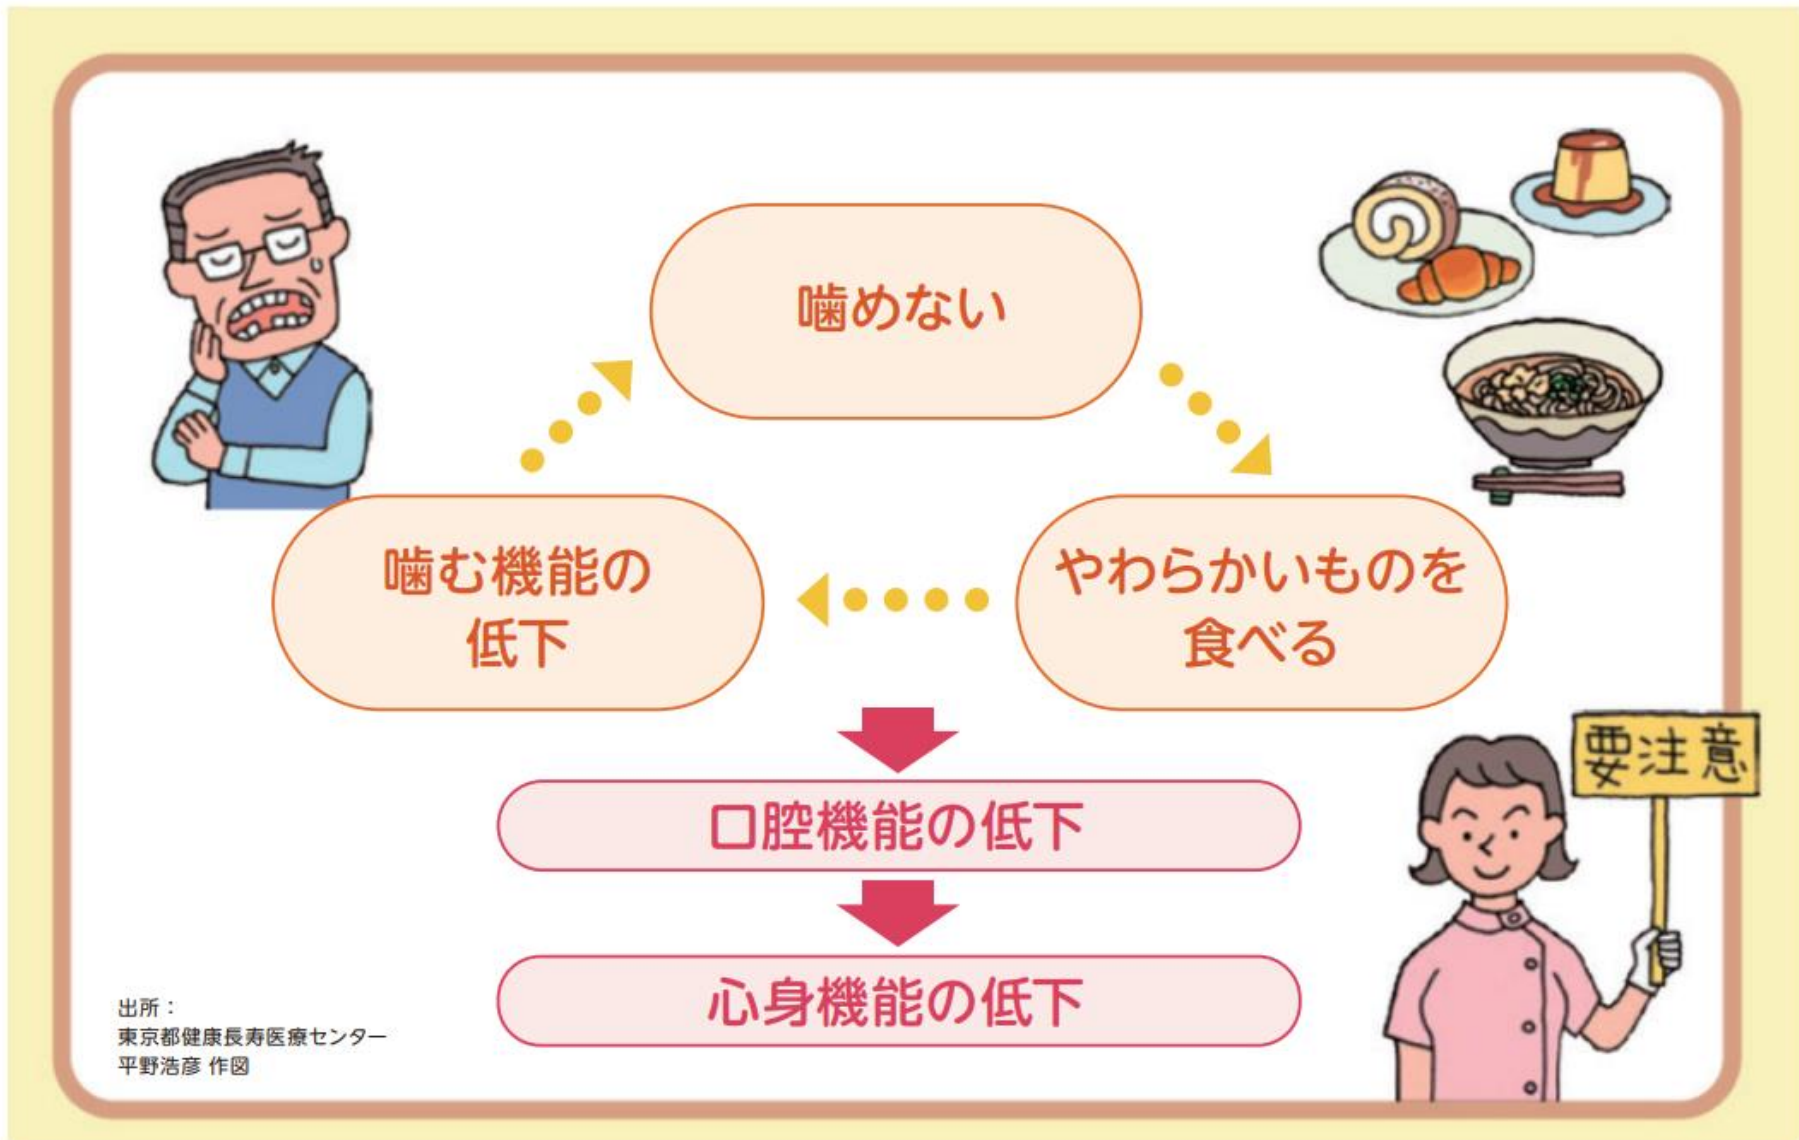 噛めない
噛む機能の
低下
やわらかいものを
食べる
口腔機能の低下
心身機能の低下
要注意
出所：
東京都健康長寿医療センター
平野浩彦 作図